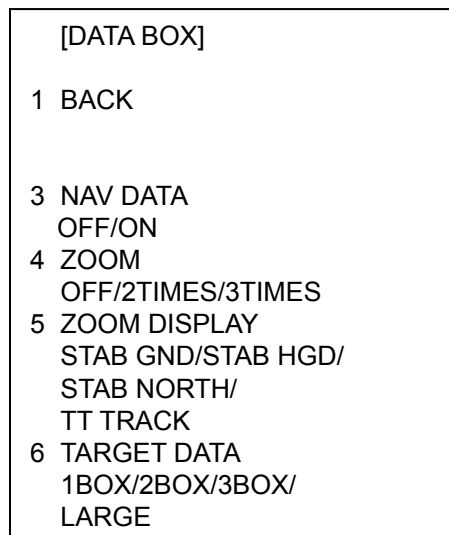 [DATA BOX]
1 BACK
3 NAV DATA
OFF/ON
4 ZOOM
OFF/2TIMES/3TIMES
5 ZOOM DISPLAY
STAB GND/STAB HGD/
STAB NORTH/
TT TRACK
6 TARGET DATA
1BOX/2BOX/3BOX/
LARGE